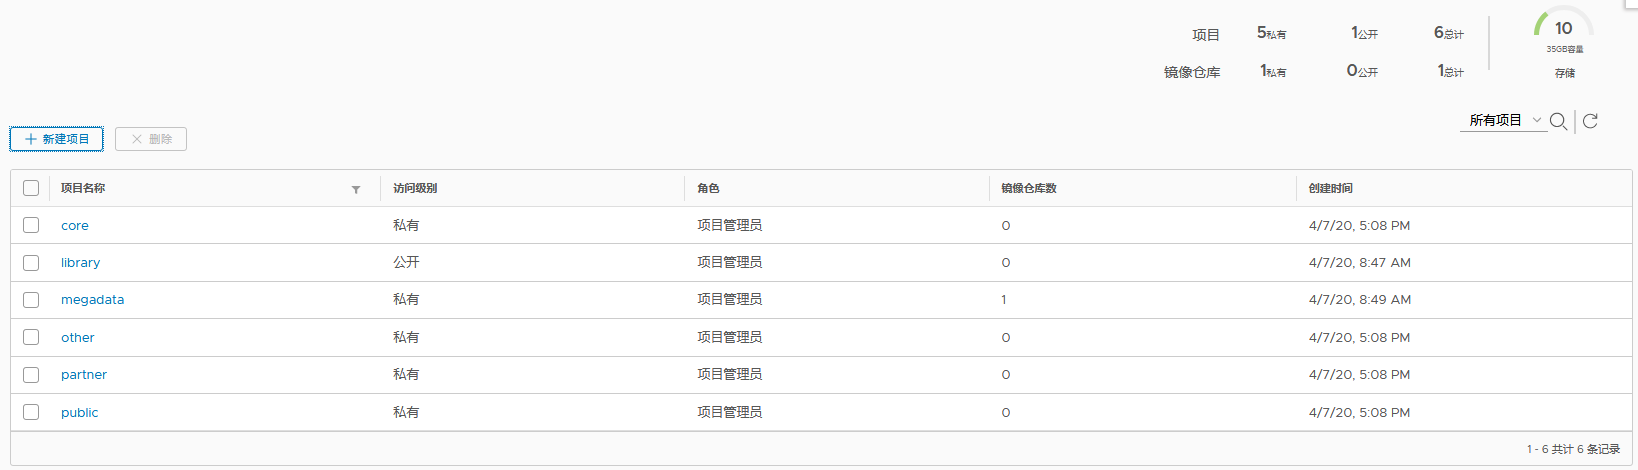 项目 5私有 1公开 6总计
镜像仓库 1私有 0公开 1总计
10
35GB容量
存储
所有项目
新建项目 删除
项目名称 访问级别 角色 镜像仓库数 创建时间
core 私有 项目管理员 0 4/7/20, 5:08 PM
library 公开 项目管理员 0 4/7/20, 8:47 AM
megadata 私有 项目管理员 1 4/7/20, 8:49 AM
other 私有 项目管理员 0 4/7/20, 5:08 PM
partner 私有 项目管理员 0 4/7/20, 5:08 PM
public 私有 项目管理员 0 4/7/20, 5:08 PM
1 - 6 共计 6 条记录